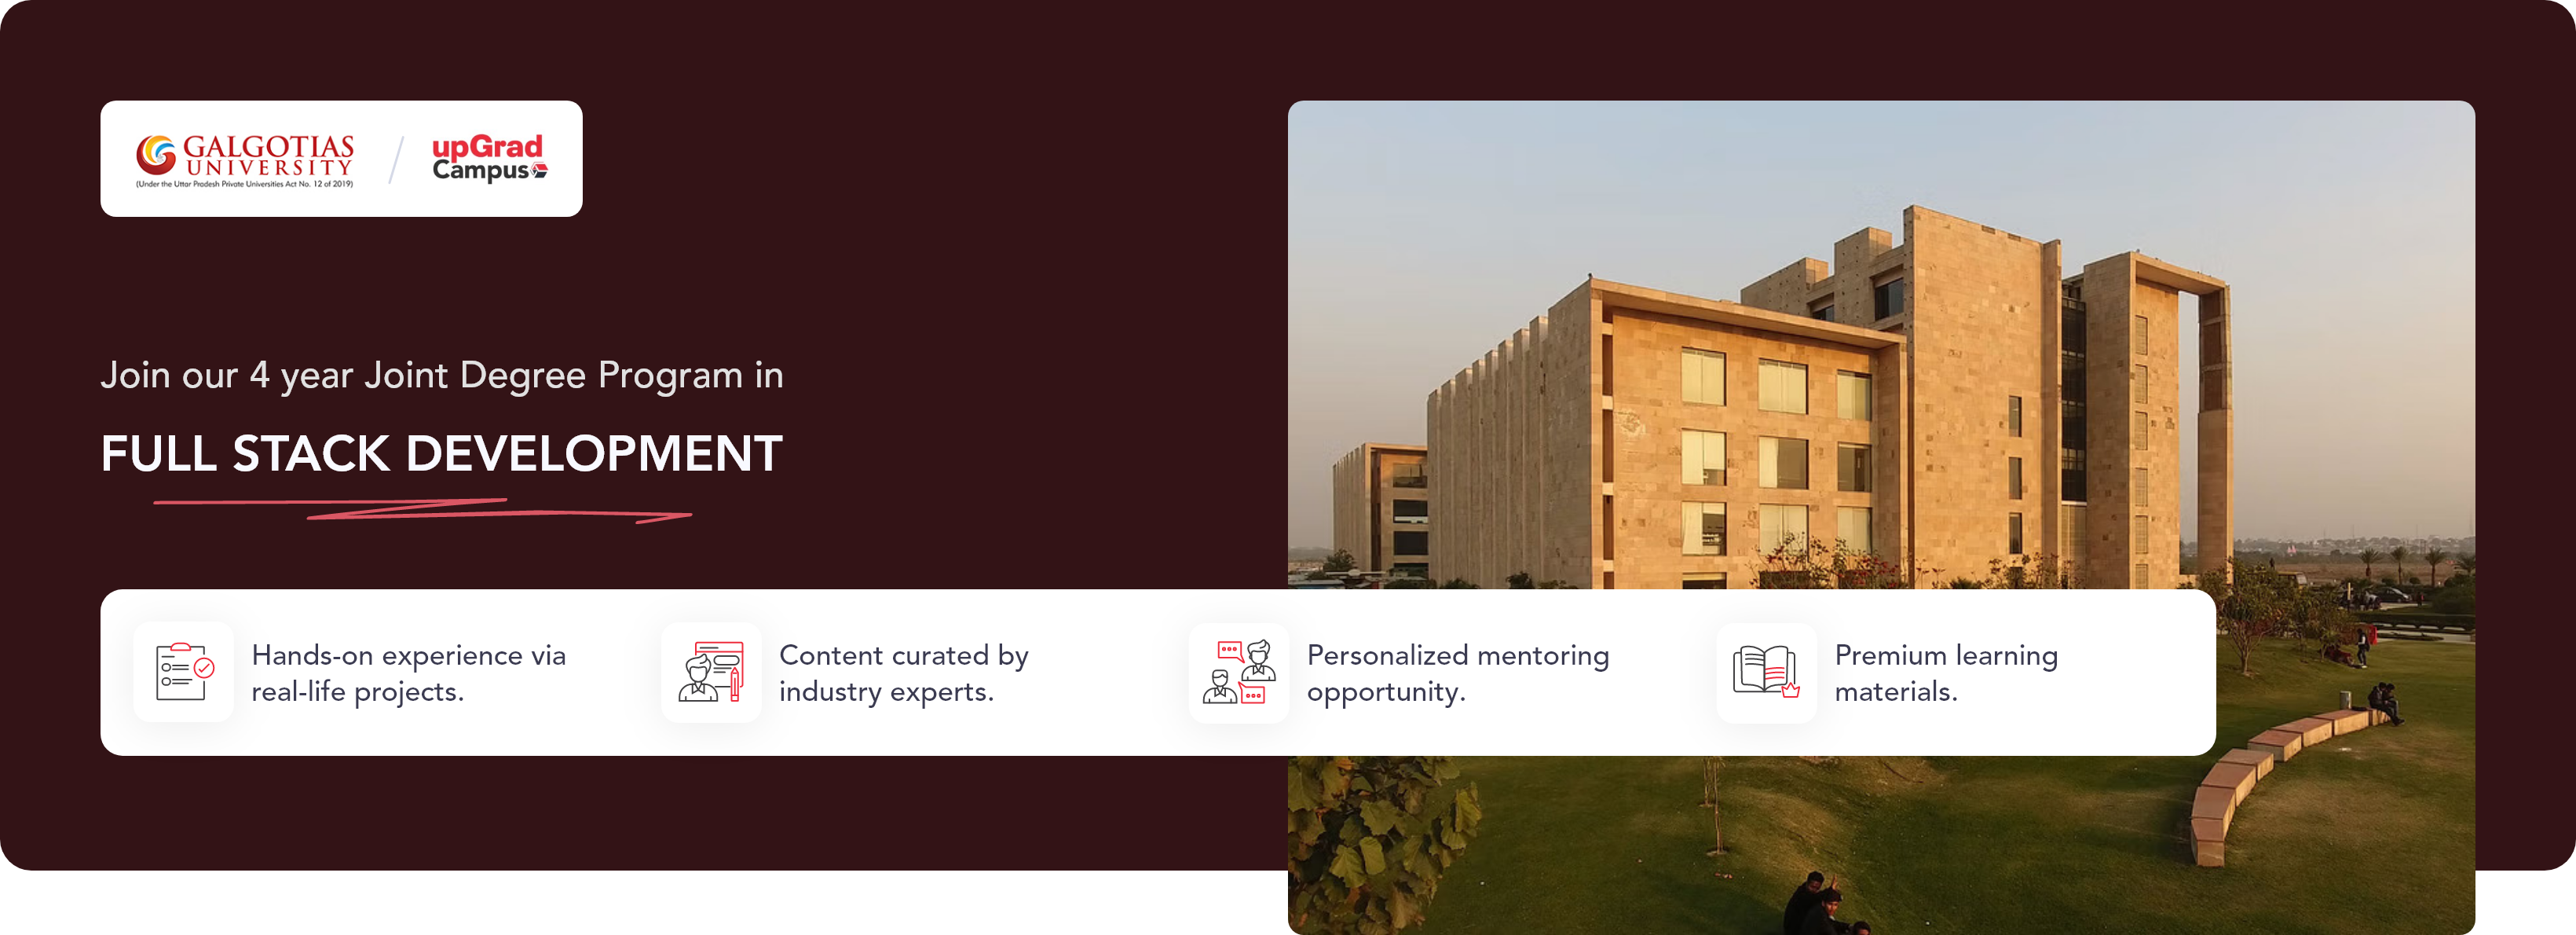 GALGOTIAS
UNIVERSITY
(Under the Uttar Pradesh Private Universities Act No. 12 of 2019)
upGrad
Campus
Join our 4 year Joint Degree Program in
FULL STACK DEVELOPMENT
Hands-on experience via
real-life projects.
Content curated by
industry experts.
Personalized mentoring
opportunity.
Premium learning
materials.